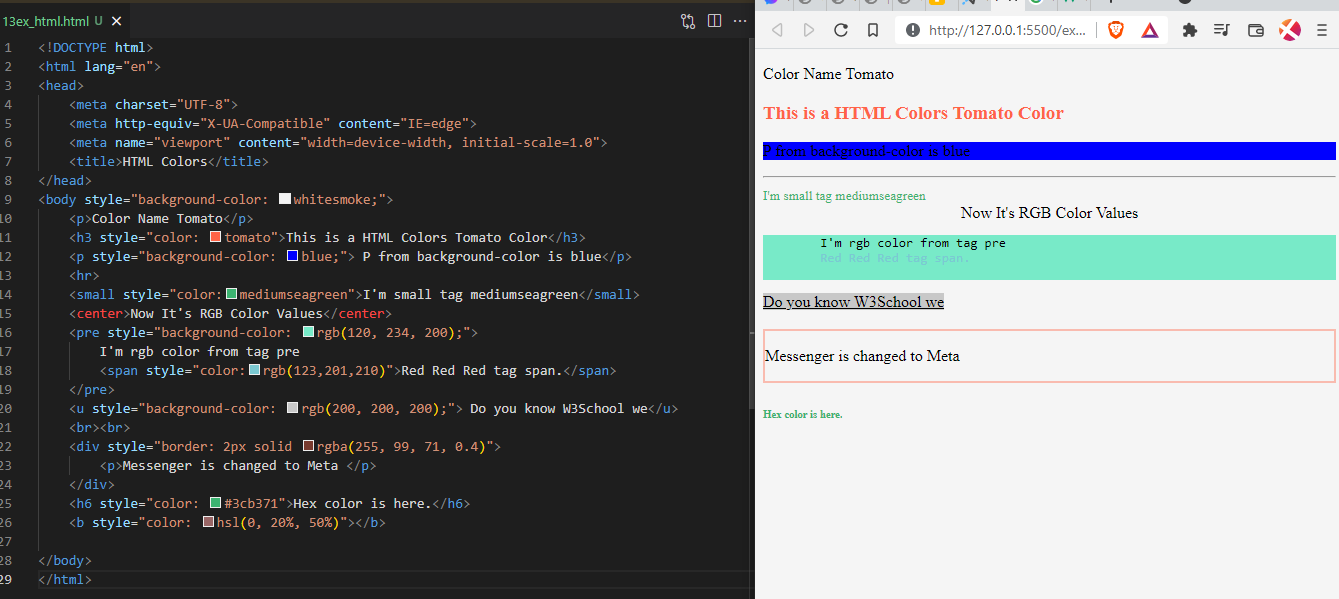 13ex_html.html U
1 <!DOCTYPE html>
2 <html lang="en">
3 <head>
4 <meta charset="UTF-8">
5 <meta http-equiv="X-UA-Compatible" content="IE=edge">
6 <meta name="viewport" content="width=device-width, initial-scale=1.0">
7 <title>HTML Colors</title>
8 </head>
9 <body style="background-color: whitesmoke;">
10 <p>Color Name Tomato</p>
11 <h3 style="color: tomato">This is a HTML Colors Tomato Color</h3>
12 <p style="background-color: blue;"> P from background-color is blue</p>
13 <hr>
14 <small style="color:mediumseagreen">I'm small tag mediumseagreen</small>
15 <center>Now It's RGB Color Values</center>
16 <pre style="background-color: rgb(120, 234, 200);">
17 I'm rgb color from tag pre
18 <span style="color:rgb(123,201,210)">Red Red Red tag span.</span>
19 </pre>
20 <u style="background-color: rgb(200, 200, 200);"> Do you know W3School we</u>
21 <br><br>
22 <div style="border: 2px solid rgba(255, 99, 71, 0.4)">
23 <p>Messenger is changed to Meta </p>
24 </div>
25 <h6 style="color: #3cb371">Hex color is here.</h6>
26 <b style="color: hsl(0, 20%, 50%)"></b>
27
28 </body>
29 </html>
http://127.0.0.1:5500/ex...
Color Name Tomato
This is a HTML Colors Tomato Color
P from background-color is blue
I'm small tag mediumseagreen
Now It's RGB Color Values
I'm rgb color from tag pre
Red Red Red tag span.
Do you know W3School we
Messenger is changed to Meta
Hex color is here.